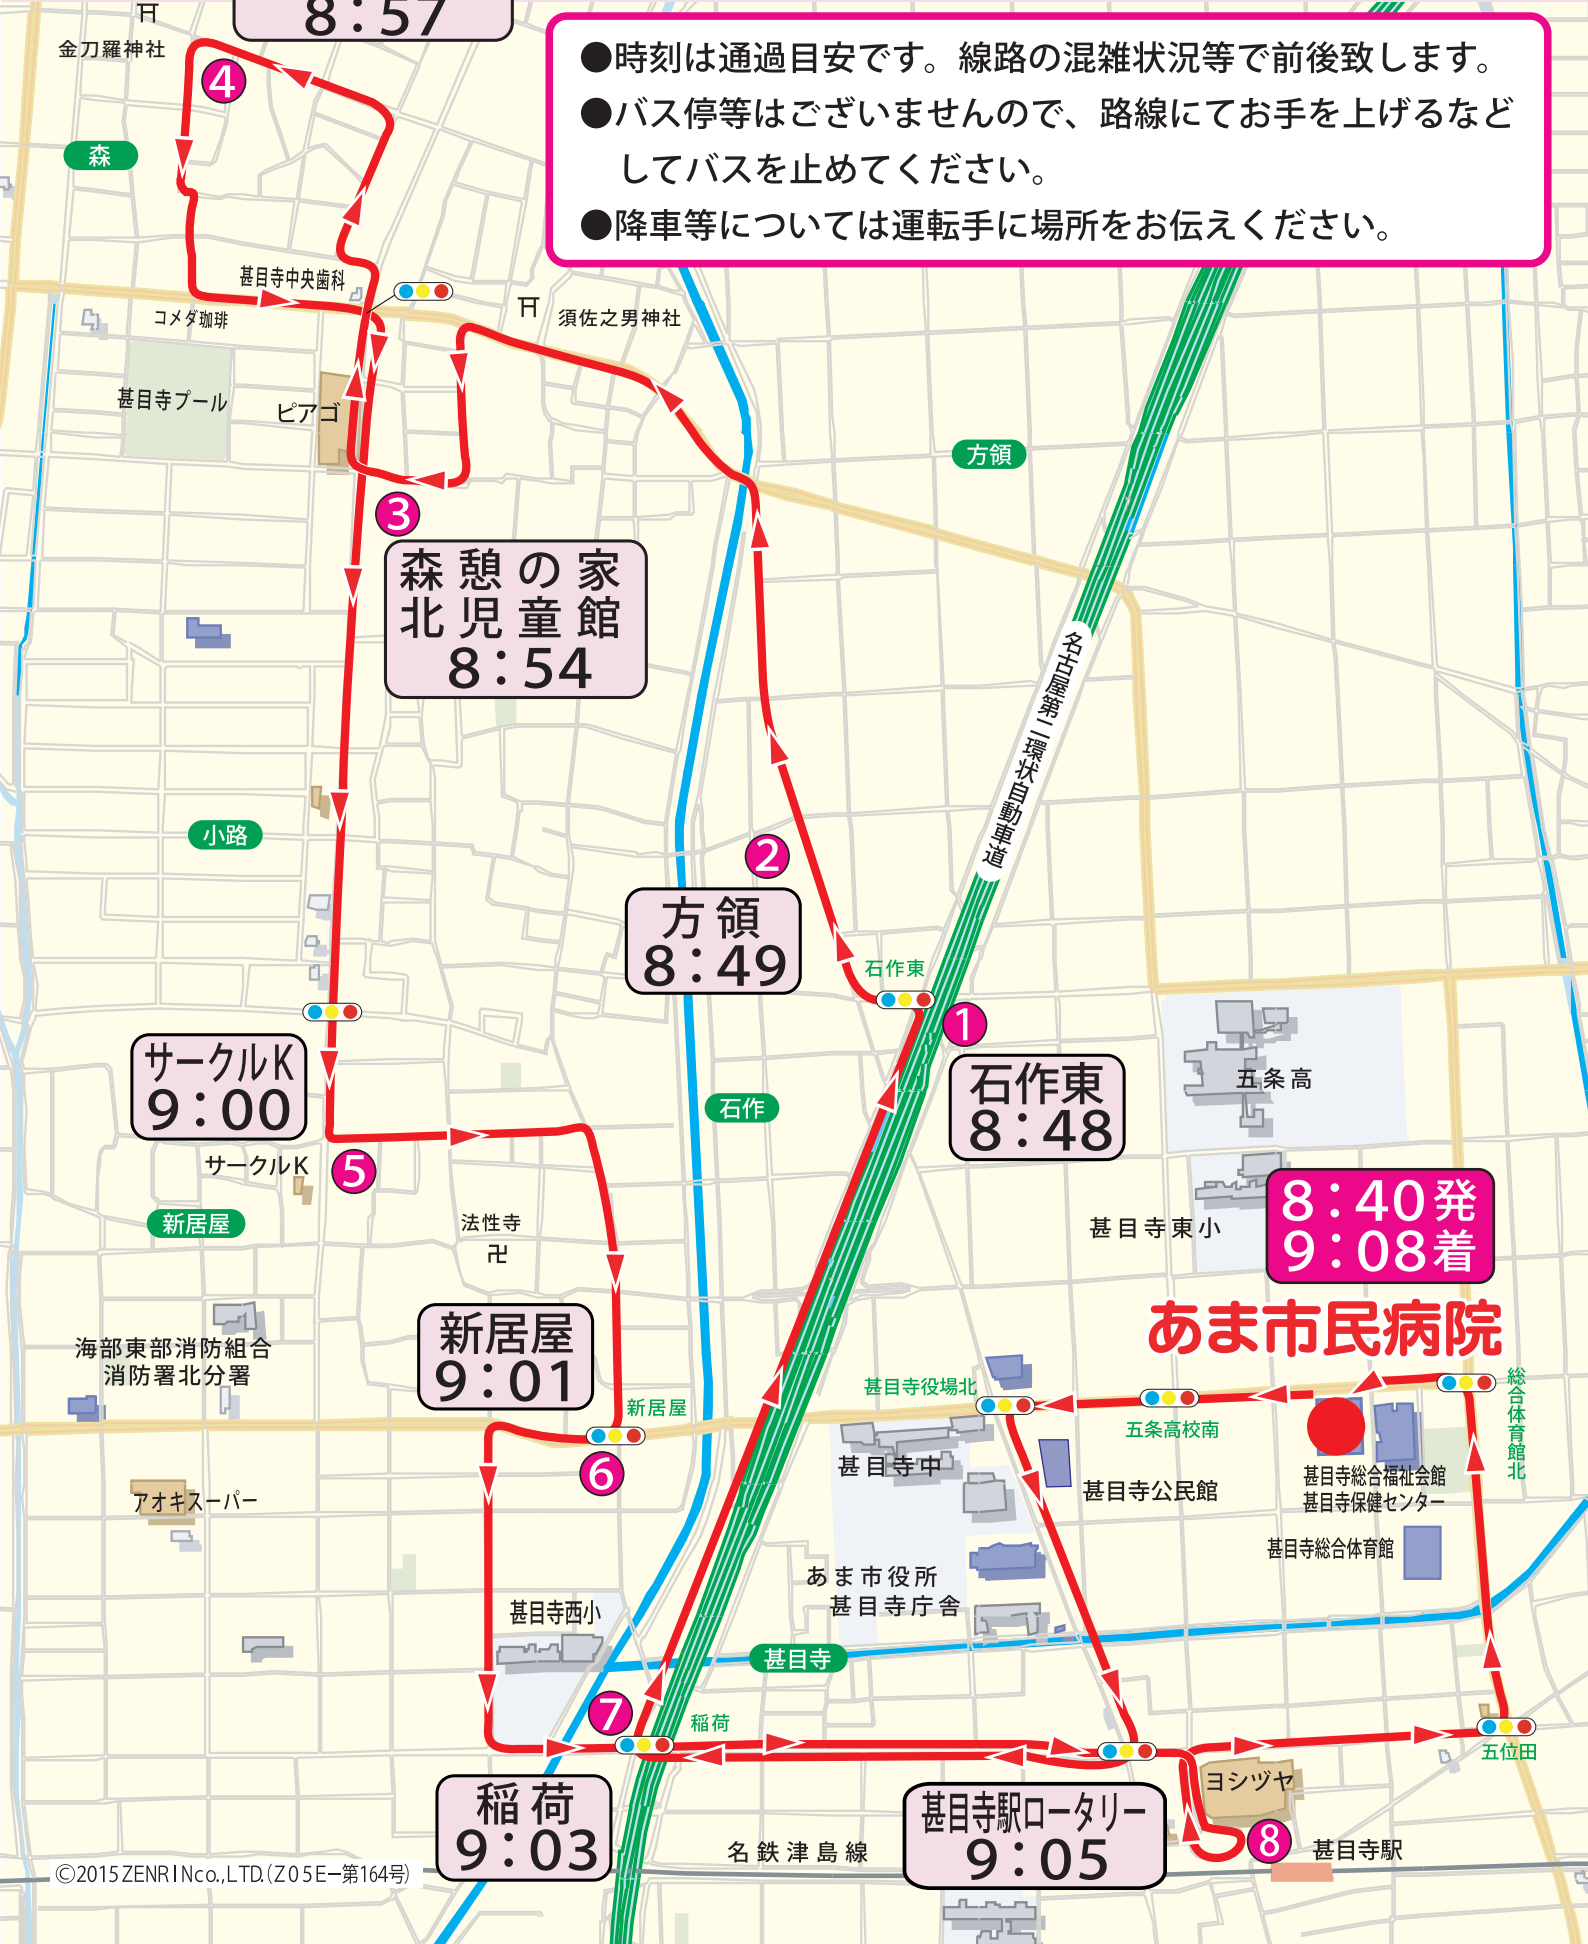 8：57
金刀羅神社
4
●時刻は通過目安です。線路の混雑状況等で前後致します。
●バス停等はございませんので、路線にてお手を上げるなど
してバスを止めてください。
●降車等については運転手に場所をお伝えください。
森
甚目寺中央歯科
コメダ珈琲
須佐之男神社
甚目寺プール
ピアゴ
方領
3
森憩の家
北児童館
8：54
名古屋第二環状自動車道
小路
2
方領
8：49
石作東
1
石作東
8：48
サークルK
9：00
石作
五条高
サークルK
5
新居屋
法性寺
卍
甚目寺東小
8：40発
9：08着
あま市民病院
海部東部消防組合
消防署北分署
新居屋
9：01
新居屋
6
甚目寺役場北
五条高校南
総合体育館北
甚目寺中
甚目寺公民館
甚目寺総合福祉会館
甚目寺保健センター
アオキスーパー
甚目寺総合体育館
あま市役所
甚目寺庁舎
甚目寺西小
甚目寺
7
稲荷
五位田
ヨシヅヤ
稲荷
9：03
甚目寺駅ロータリー
9：05
8
甚目寺駅
名鉄津島線
©2015 ZENRIN co., LTD.（Z05E－第164号）